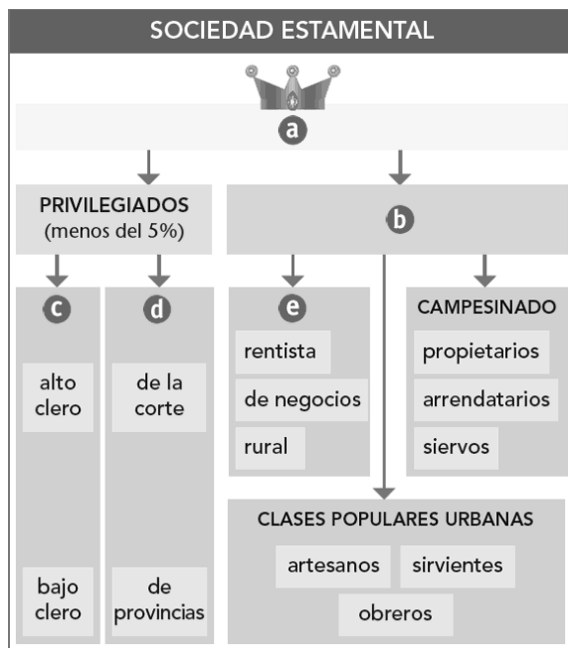 SOCIEDAD ESTAMENTAL
a
PRIVILEGIADOS
(menos del 5%)
b
c
d
e
CAMPESINADO
alto
clero
de la
corte
rentista
de negocios
rural
propietarios
arrendatarios
siervos
bajo
clero
de
provincias
CLASES POPULARES URBANAS
artesanos
sirvientes
obreros